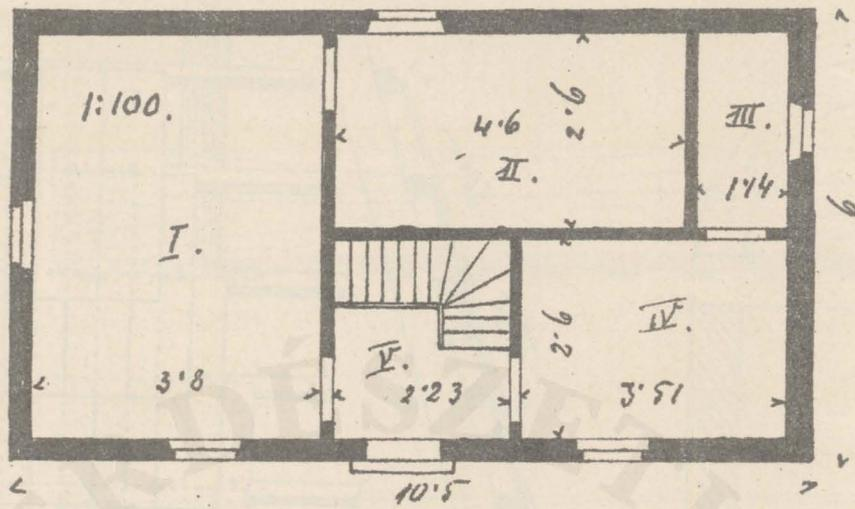 1:100.
4·6
2·6
II.
III.
1·14
I.
6
IV.
2·6
V.
3·8
2·23
3·51
10·5
ERDÉSZETI